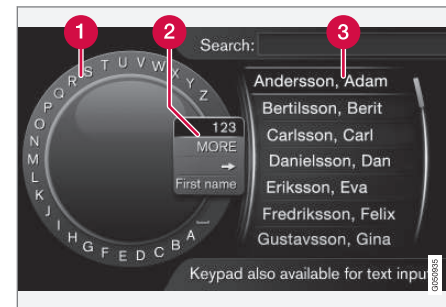 1
2
3
Search:
A B C D E F G H I J K L M N O P Q R S T U V W X Y Z
123
MORE
First name
Andersson, Adam
Bertilsson, Berit
Carlsson, Carl
Danielsson, Dan
Eriksson, Eva
Fredriksson, Felix
Gustavsson, Gina
Keypad also available for text inpu
G050935